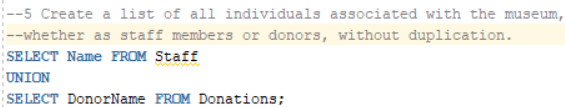 --5 Create a list of all individuals associated with the museum,
--whether as staff members or donors, without duplication.
SELECT Name FROM Staff
UNION
SELECT DonorName FROM Donations;